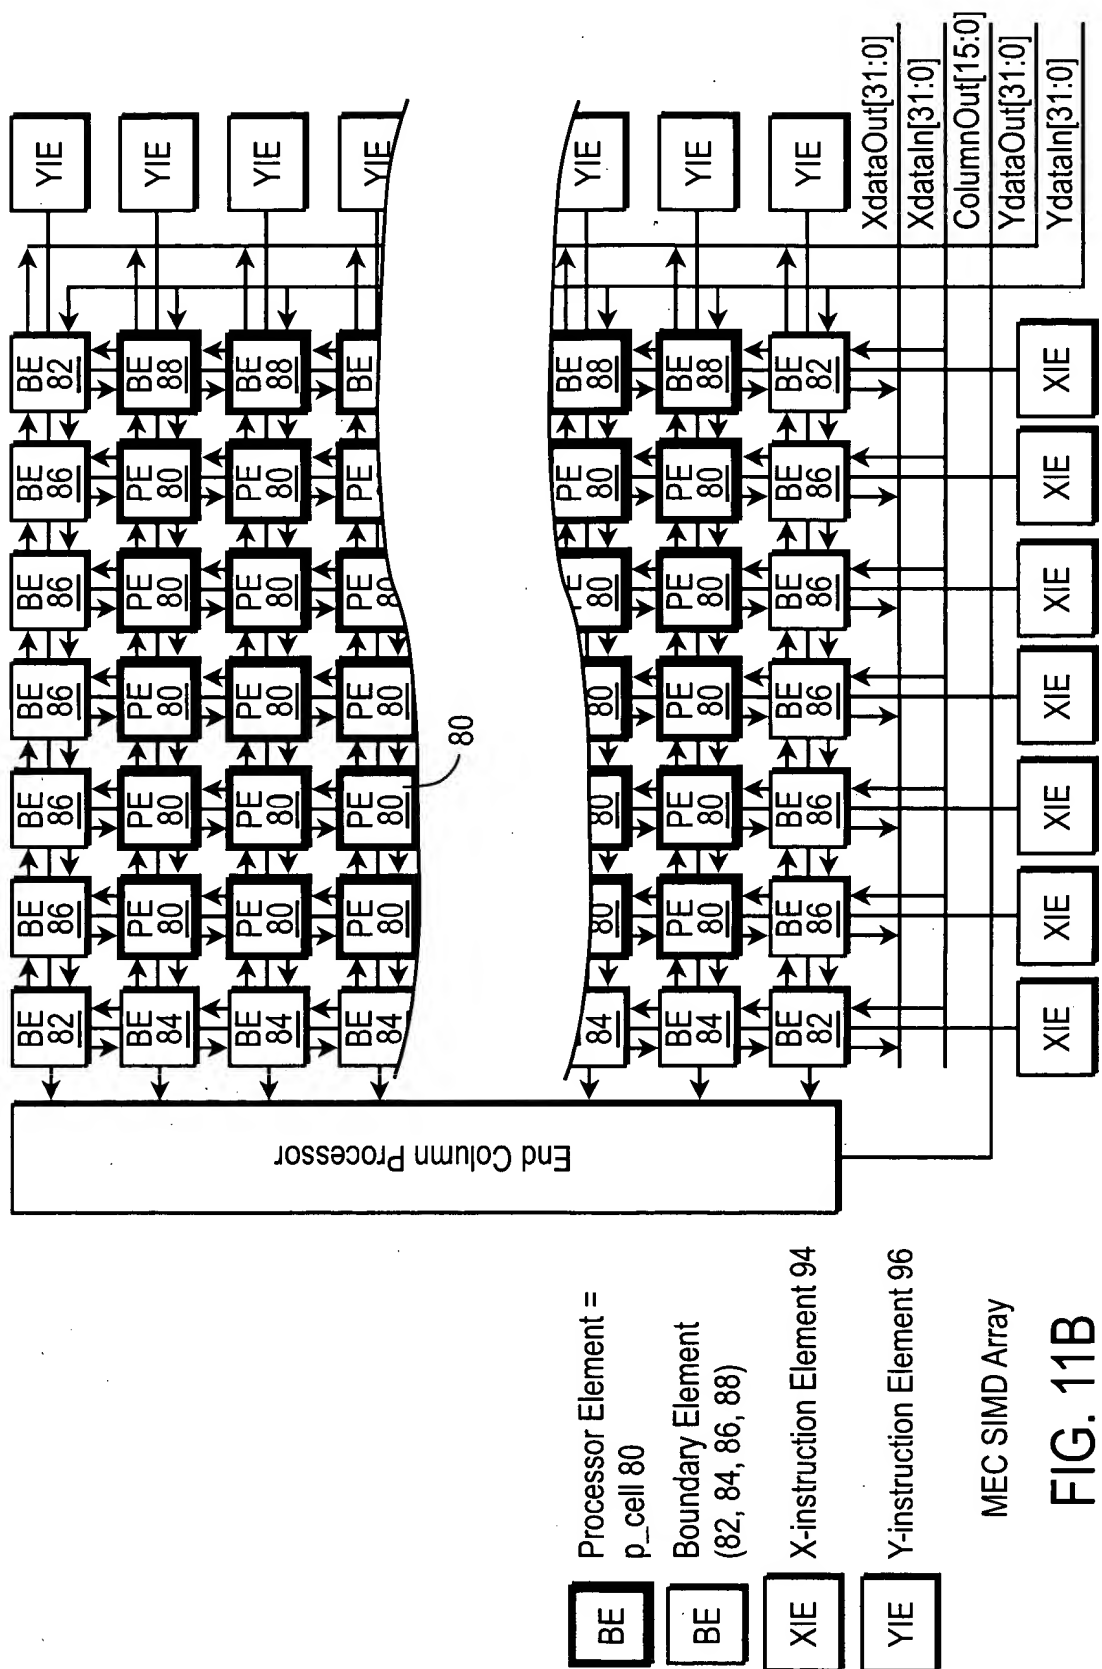 BE BE BE BE BE BE BE YIE
82 86 86 86 86 86 82
BE PE PE PE PE PE BE YIE
84 80 80 80 80 80 88
BE PE PE PE PE PE BE YIE
84 80 80 80 80 80 88
BE PE PE PE PE PE BE YIE
84 80 80 80 80
80
End Column Processor
PE BE YIE
84 80 80 80 80 80 88
BE PE PE PE PE PE BE YIE
84 80 80 80 80 80 88
BE BE BE BE BE BE BE YIE
82 86 86 86 86 86 82
XdataOut[31:0]
XdataIn[31:0]
ColumnOut[15:0]
YdataOut[31:0]
YdataIn[31:0]
XIE XIE XIE XIE XIE XIE XIE
BE
Processor Element =
p_cell 80
BE
Boundary Element
(82, 84, 86, 88)
XIE
X-instruction Element 94
YIE
Y-instruction Element 96
MEC SIMD Array
FIG. 11B